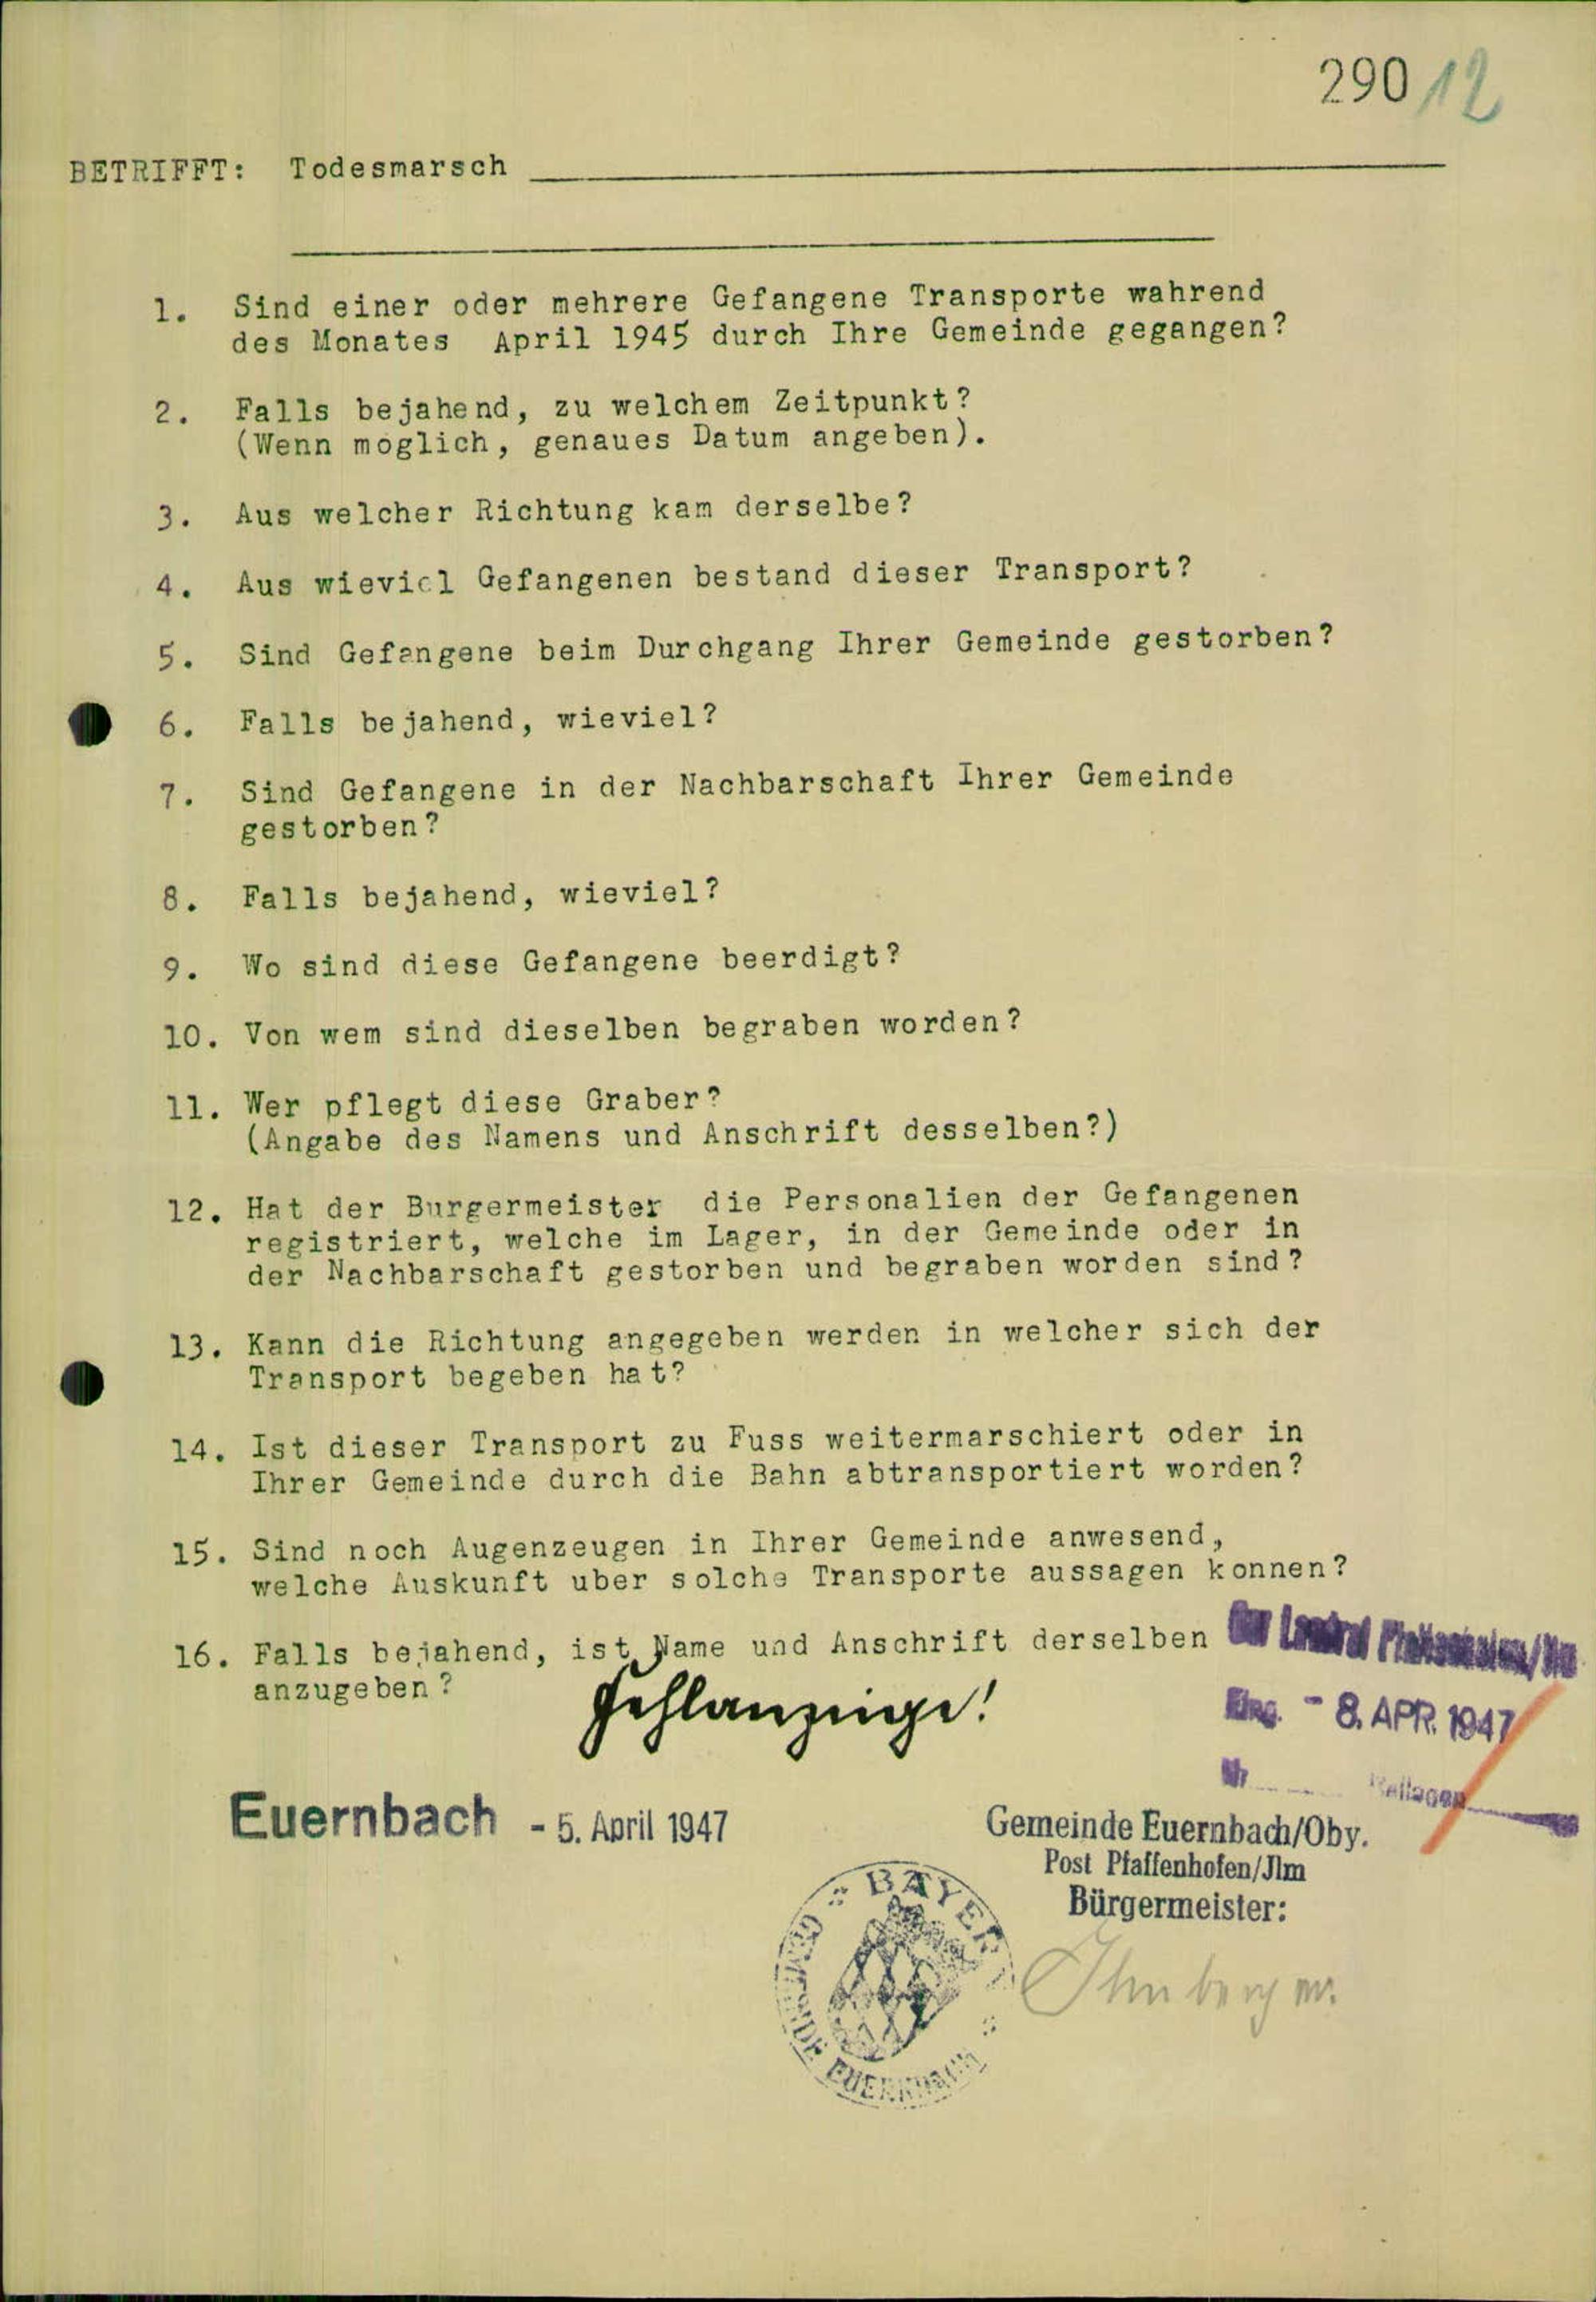 290 12
BETRIFFT: Todesmarsch
1. Sind einer oder mehrere Gefangene Transporte wahrend
des Monates April 1945 durch Ihre Gemeinde gegangen?
2. Falls bejahend, zu welchem Zeitpunkt?
(Wenn moglich, genaues Datum angeben).
3. Aus welcher Richtung kam derselbe?
4. Aus wieviel Gefangenen bestand dieser Transport?
5. Sind Gefangene beim Durchgang Ihrer Gemeinde gestorben?
6. Falls bejahend, wieviel?
7. Sind Gefangene in der Nachbarschaft Ihrer Gemeinde
gestorben?
8. Falls bejahend, wieviel?
9. Wo sind diese Gefangene beerdigt?
10. Von wem sind dieselben begraben worden?
11. Wer pflegt diese Graber?
(Angabe des Namens und Anschrift desselben?)
12. Hat der Burgermeister die Personalien der Gefangenen
registriert, welche im Lager, in der Gemeinde oder in
der Nachbarschaft gestorben und begraben worden sind?
13. Kann die Richtung angegeben werden in welcher sich der
Transport begeben hat?
14. Ist dieser Transport zu Fuss weitermarschiert oder in
Ihrer Gemeinde durch die Bahn abtransportiert worden?
15. Sind noch Augenzeugen in Ihrer Gemeinde anwesend,
welche Auskunft uber solche Transporte aussagen konnen?
16. Falls bejahend, ist Name und Anschrift derselben
anzugeben?
Fehlanzeige!
Der Landrat Pfaffenhofen/Ilm
Eing. - 8. APR. 1947
Nr. Beilagen
Euernbach - 5. April 1947
Gemeinde Euernbach/Oby.
Post Pfaffenhofen/Jlm
Bürgermeister:
BAYERN
GEMEINDE EUERNBACH